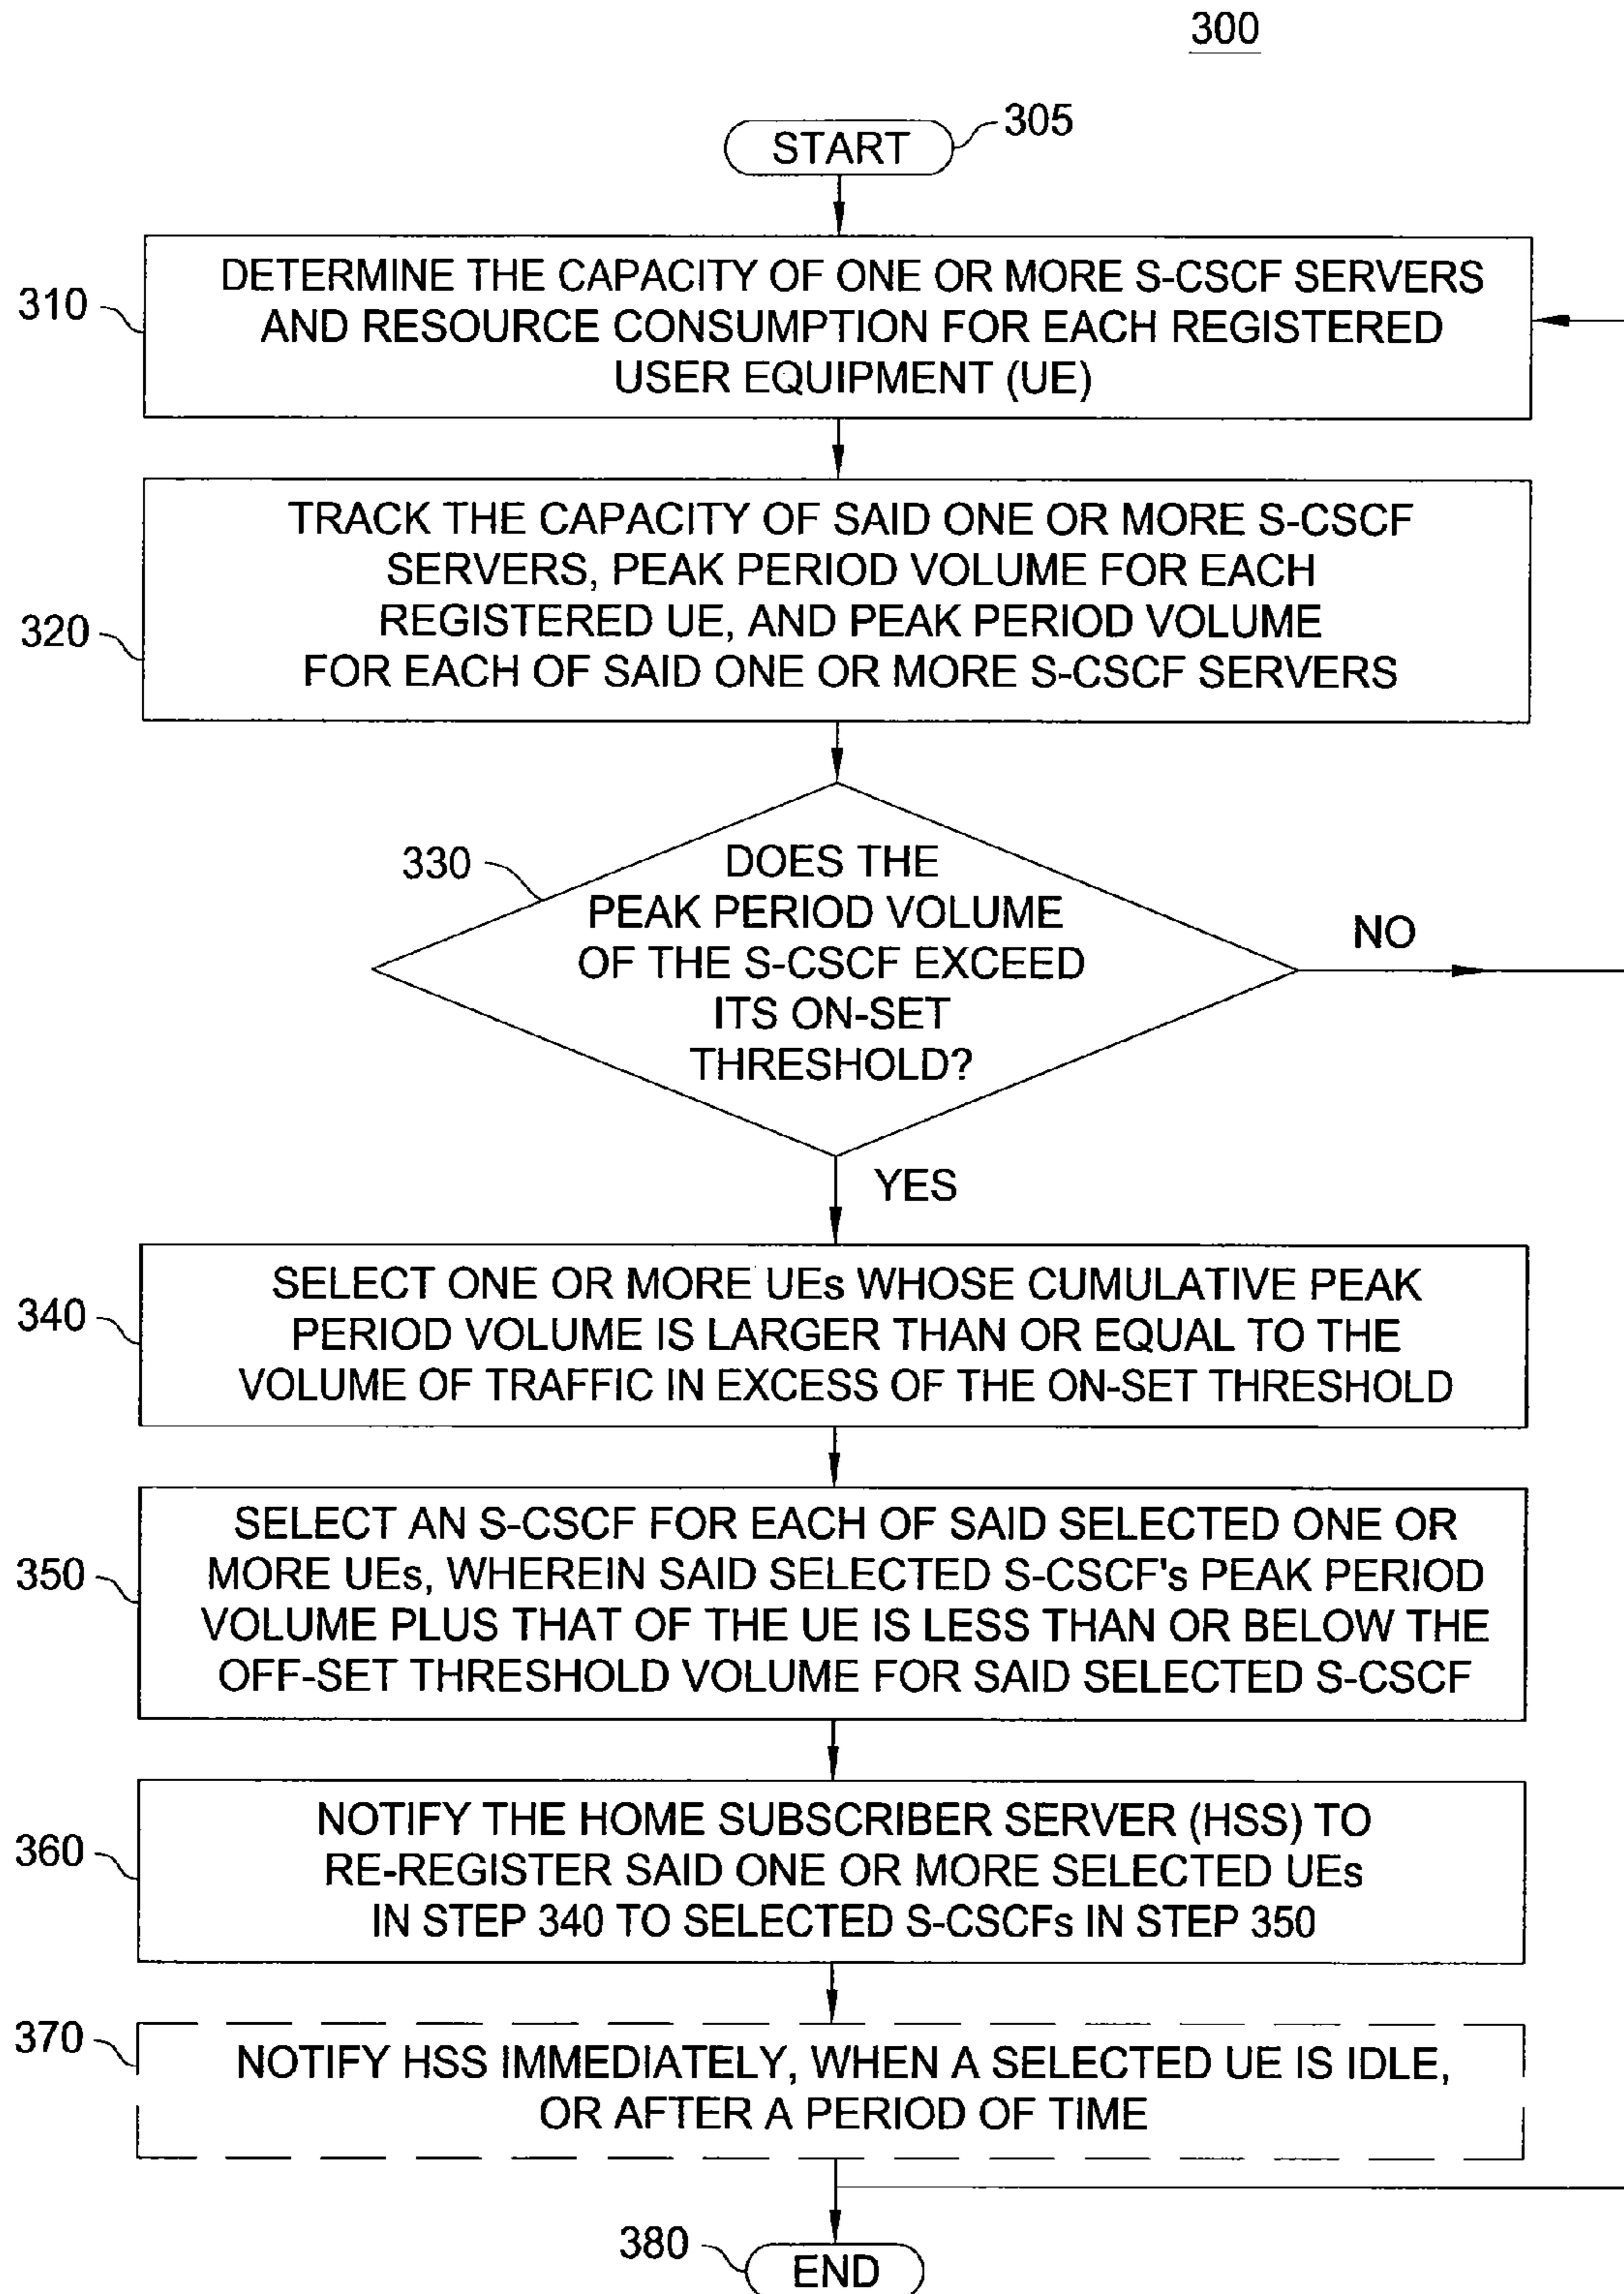 300
START
305
310
DETERMINE THE CAPACITY OF ONE OR MORE S-CSCF SERVERS
AND RESOURCE CONSUMPTION FOR EACH REGISTERED
USER EQUIPMENT (UE)
320
TRACK THE CAPACITY OF SAID ONE OR MORE S-CSCF
SERVERS, PEAK PERIOD VOLUME FOR EACH
REGISTERED UE, AND PEAK PERIOD VOLUME
FOR EACH OF SAID ONE OR MORE S-CSCF SERVERS
330
DOES THE
PEAK PERIOD VOLUME
OF THE S-CSCF EXCEED
ITS ON-SET
THRESHOLD?
NO
YES
340
SELECT ONE OR MORE UEs WHOSE CUMULATIVE PEAK
PERIOD VOLUME IS LARGER THAN OR EQUAL TO THE
VOLUME OF TRAFFIC IN EXCESS OF THE ON-SET THRESHOLD
350
SELECT AN S-CSCF FOR EACH OF SAID SELECTED ONE OR
MORE UEs, WHEREIN SAID SELECTED S-CSCF's PEAK PERIOD
VOLUME PLUS THAT OF THE UE IS LESS THAN OR BELOW THE
OFF-SET THRESHOLD VOLUME FOR SAID SELECTED S-CSCF
360
NOTIFY THE HOME SUBSCRIBER SERVER (HSS) TO
RE-REGISTER SAID ONE OR MORE SELECTED UEs
IN STEP 340 TO SELECTED S-CSCFs IN STEP 350
370
NOTIFY HSS IMMEDIATELY, WHEN A SELECTED UE IS IDLE,
OR AFTER A PERIOD OF TIME
380
END